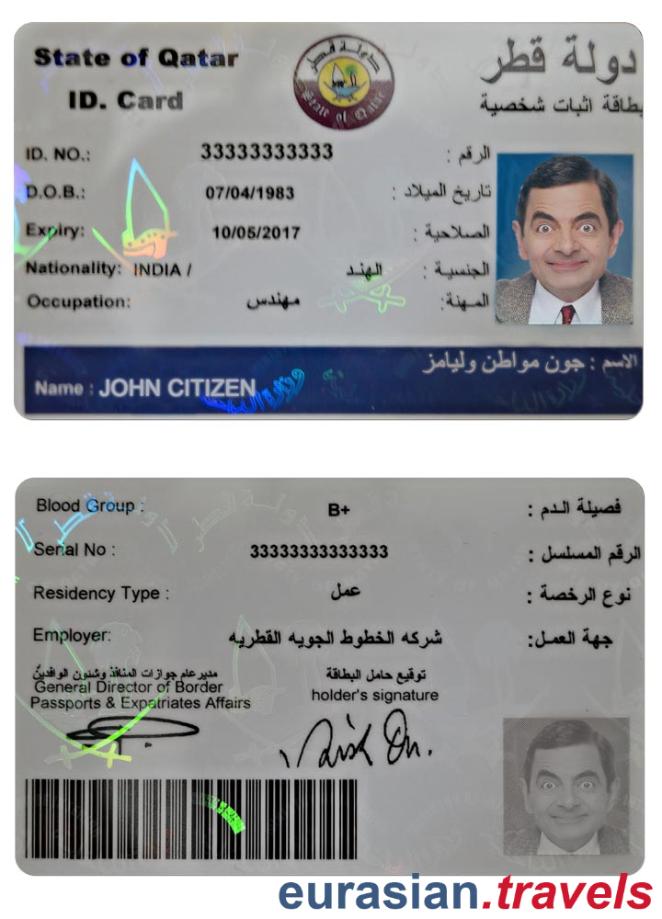 State of Qatar
دولة قطر
ID. Card
بطاقة اثبات شخصية
دولة قطر
State of Qatar
ID. NO.: 33333333333 الرقم :
D.O.B.: 07/04/1983 تاريخ الميلاد :
Expiry: 10/05/2017 الصلاحية :
Nationality: INDIA / الهند الجنسية :
Occupation: مهندس المهنة:
الاسم : جون مواطن وليامز
Name : JOHN CITIZEN
Blood Group : B+ فصيلة الدم :
Serial No : 33333333333333 الرقم المسلسل :
Residency Type : عمل نوع الرخصة :
Employer: شركه الخطوط الجويه القطريه جهة العمل:
مدير عام جوازات المنافذ وشئون الوافدين
General Director of Border
Passports & Expatriates Affairs
توقيع حامل البطاقة
holder's signature
eurasian.travels